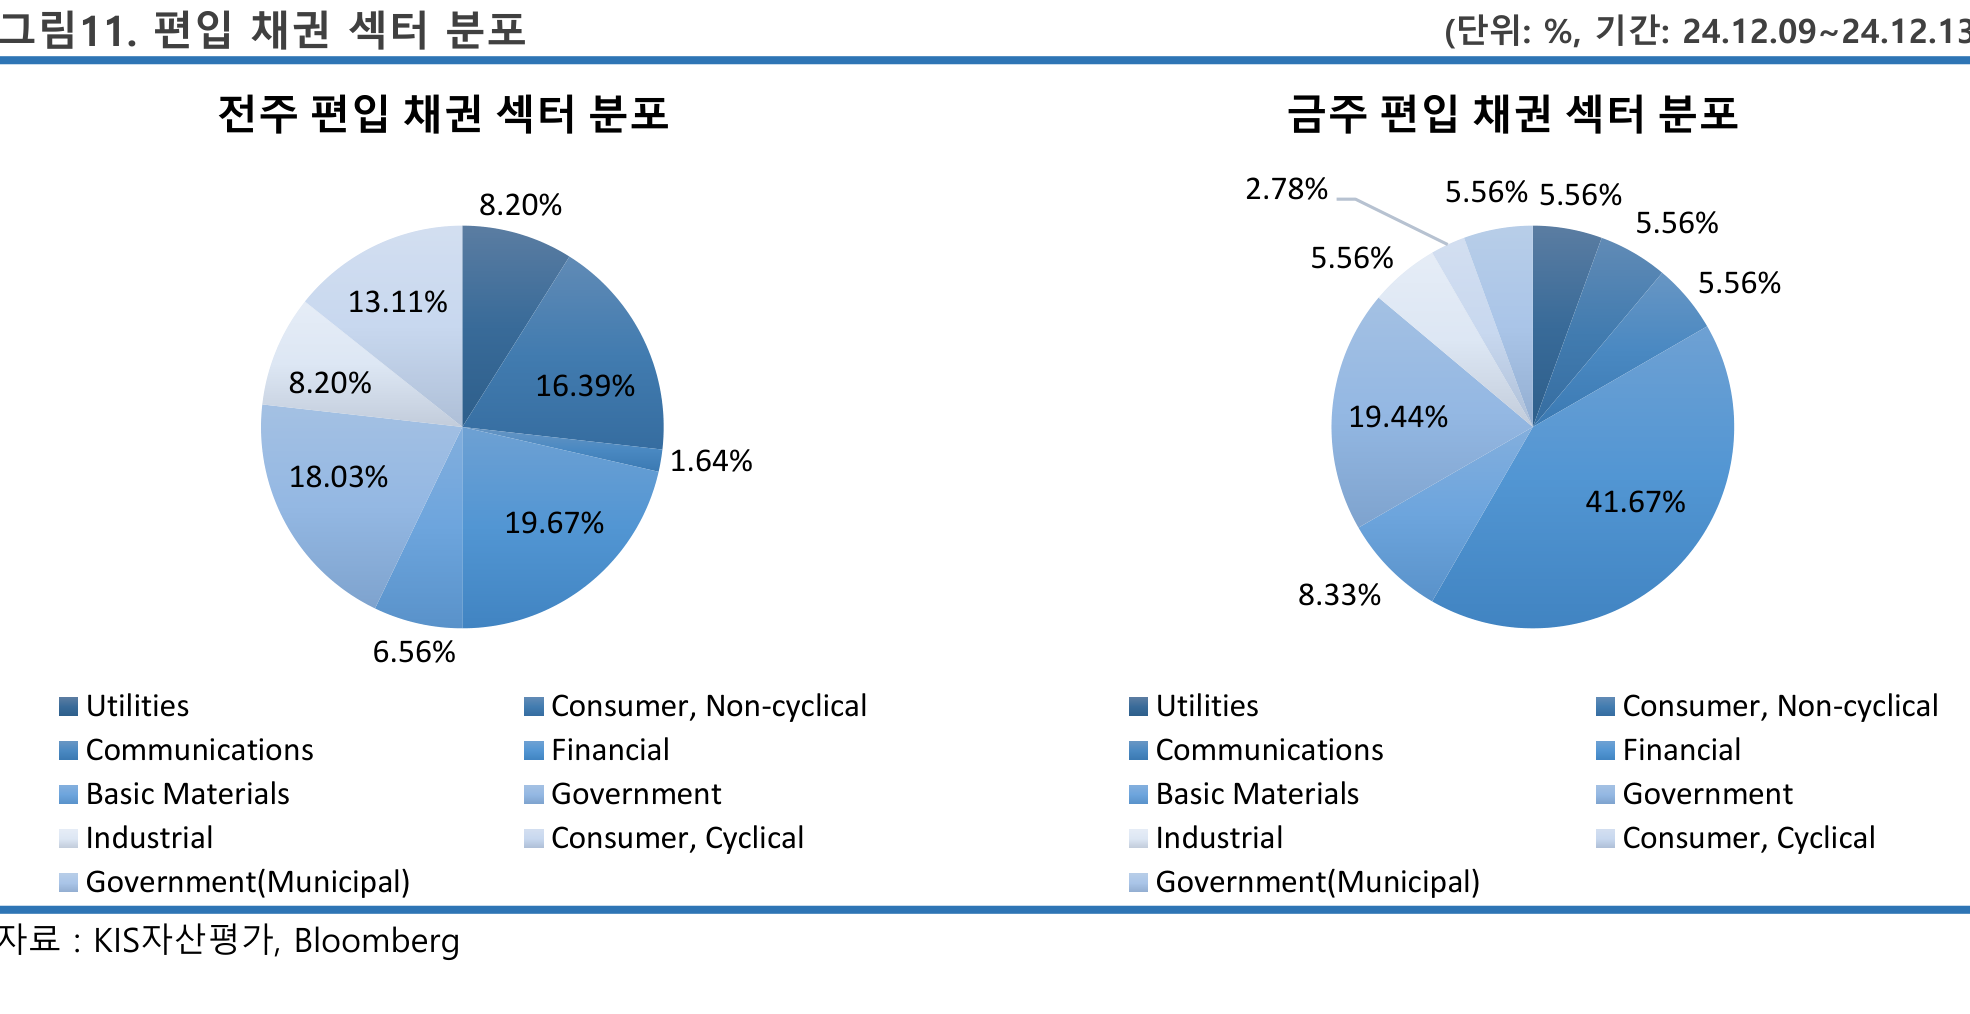 그림11. 편입 채권 섹터 분포
(단위: %, 기간: 24.12.09~24.12.13
전주 편입 채권 섹터 분포
8.20%
16.39%
1.64%
19.67%
6.56%
18.03%
8.20%
13.11%
Utilities
Consumer, Non-cyclical
Communications
Financial
Basic Materials
Government
Industrial
Consumer, Cyclical
Government(Municipal)
금주 편입 채권 섹터 분포
5.56%
5.56%
5.56%
41.67%
8.33%
19.44%
5.56%
2.78%
5.56%
Utilities
Consumer, Non-cyclical
Communications
Financial
Basic Materials
Government
Industrial
Consumer, Cyclical
Government(Municipal)
자료 : KIS자산평가, Bloomberg